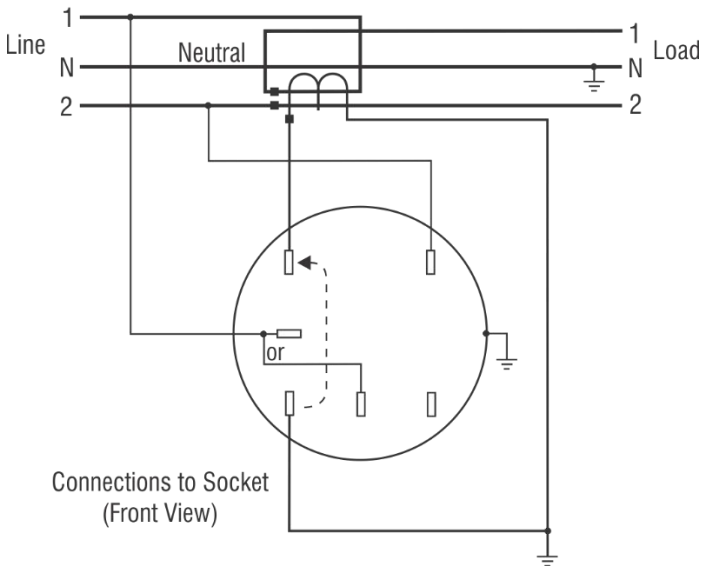 1
Line
Neutral
1
Load
N
N
2
2
or
Connections to Socket
(Front View)